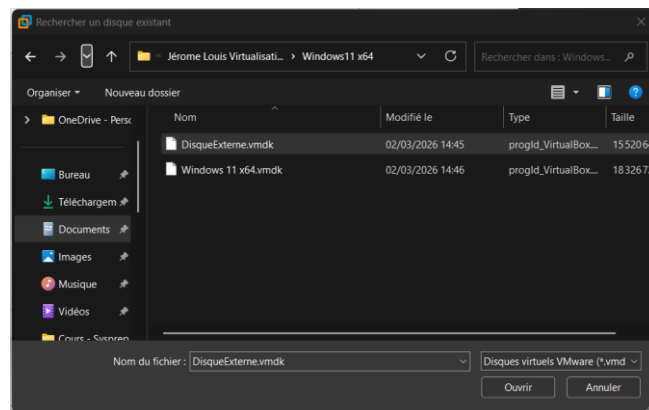 Rechercher un disque existant
Jérome Louis Virtualisati... › Windows11 x64
Rechercher dans : Windows...
Organiser Nouveau dossier
Nom Modifié le Type Taille
OneDrive - Perso
DisqueExterne.vmdk 02/03/2026 14:45 progId_VirtualBox.... 155206
Windows 11 x64.vmdk 02/03/2026 14:46 progId_VirtualBox.... 183267
Bureau
Téléchargem
Documents
Images
Musique
Vidéos
Cours - Sysprep
Nom du fichier : DisqueExterne.vmdk
Disques virtuels VMware (*.vmd
Ouvrir Annuler